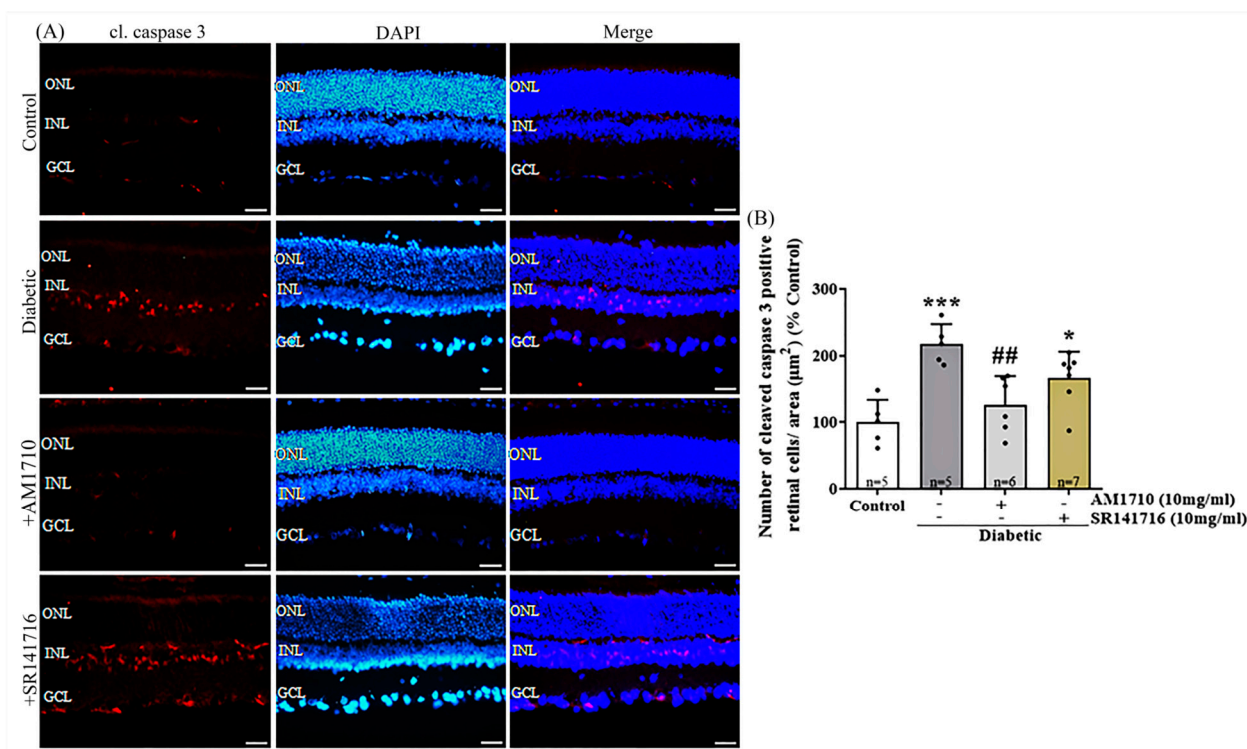 (A)
cl. caspase 3 DAPI Merge
Control
ONL ONL ONL
INL INL INL
GCL GCL GCL
Diabetic
ONL ONL ONL
INL INL INL
GCL GCL GCL
+AM1710
ONL ONL ONL
INL INL INL
GCL GCL GCL
+SR141716
ONL ONL ONL
INL INL INL
GCL GCL GCL
(B)
Number of cleaved caspase 3 positive
retinal cells/ area (µm²) (% Control)
300
200
100
0
***
##
*
n=5 n=5 n=6 n=7
Control - + - AM1710 (10mg/ml)
- - + SR141716 (10mg/ml)
Diabetic